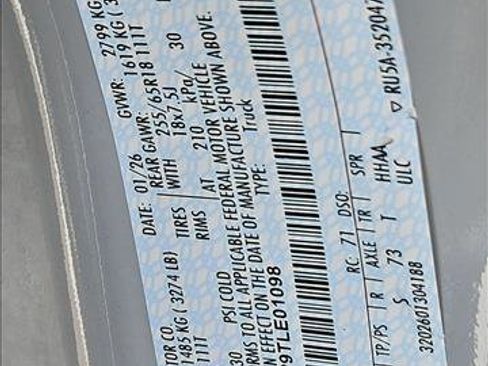 TOR CO. DATE: 01/26 GVWR: 2799 KG
1485 KG ( 3274 LB) REAR GAWR: 1619 KG
111T TIRES WITH 255/65R18 111T
RIMS 18x7.5J
30 PSI COLD AT 210 kPa/ 30
RMS TO ALL APPLICABLE FEDERAL MOTOR VEHICLE
N EFFECT ON THE DATE OF MANUFACTURE SHOWN ABOVE.
9TLE01098 TYPE: Truck
RC: 71 DSO:
TP/PS R AXLE TR SPR
S 73 T HHAA
ULC
3202601304188 RU5A-35204